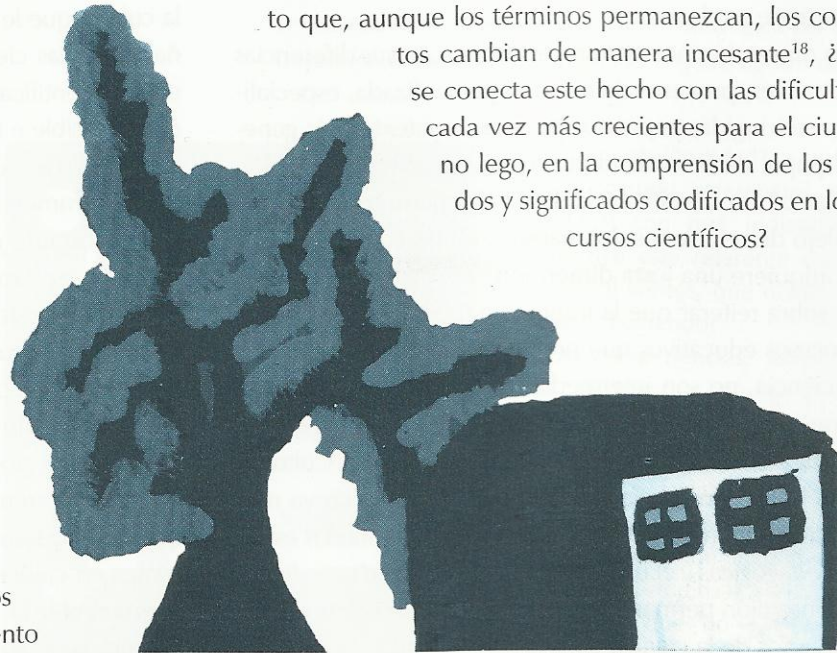 to que, aunque los términos permanezcan, los co
tos cambian de manera incesante¹⁸, ¿
se conecta este hecho con las dificult
cada vez más crecientes para el ciu
no lego, en la comprensión de los
dos y significados codificados en lo
cursos científicos?
os
ento